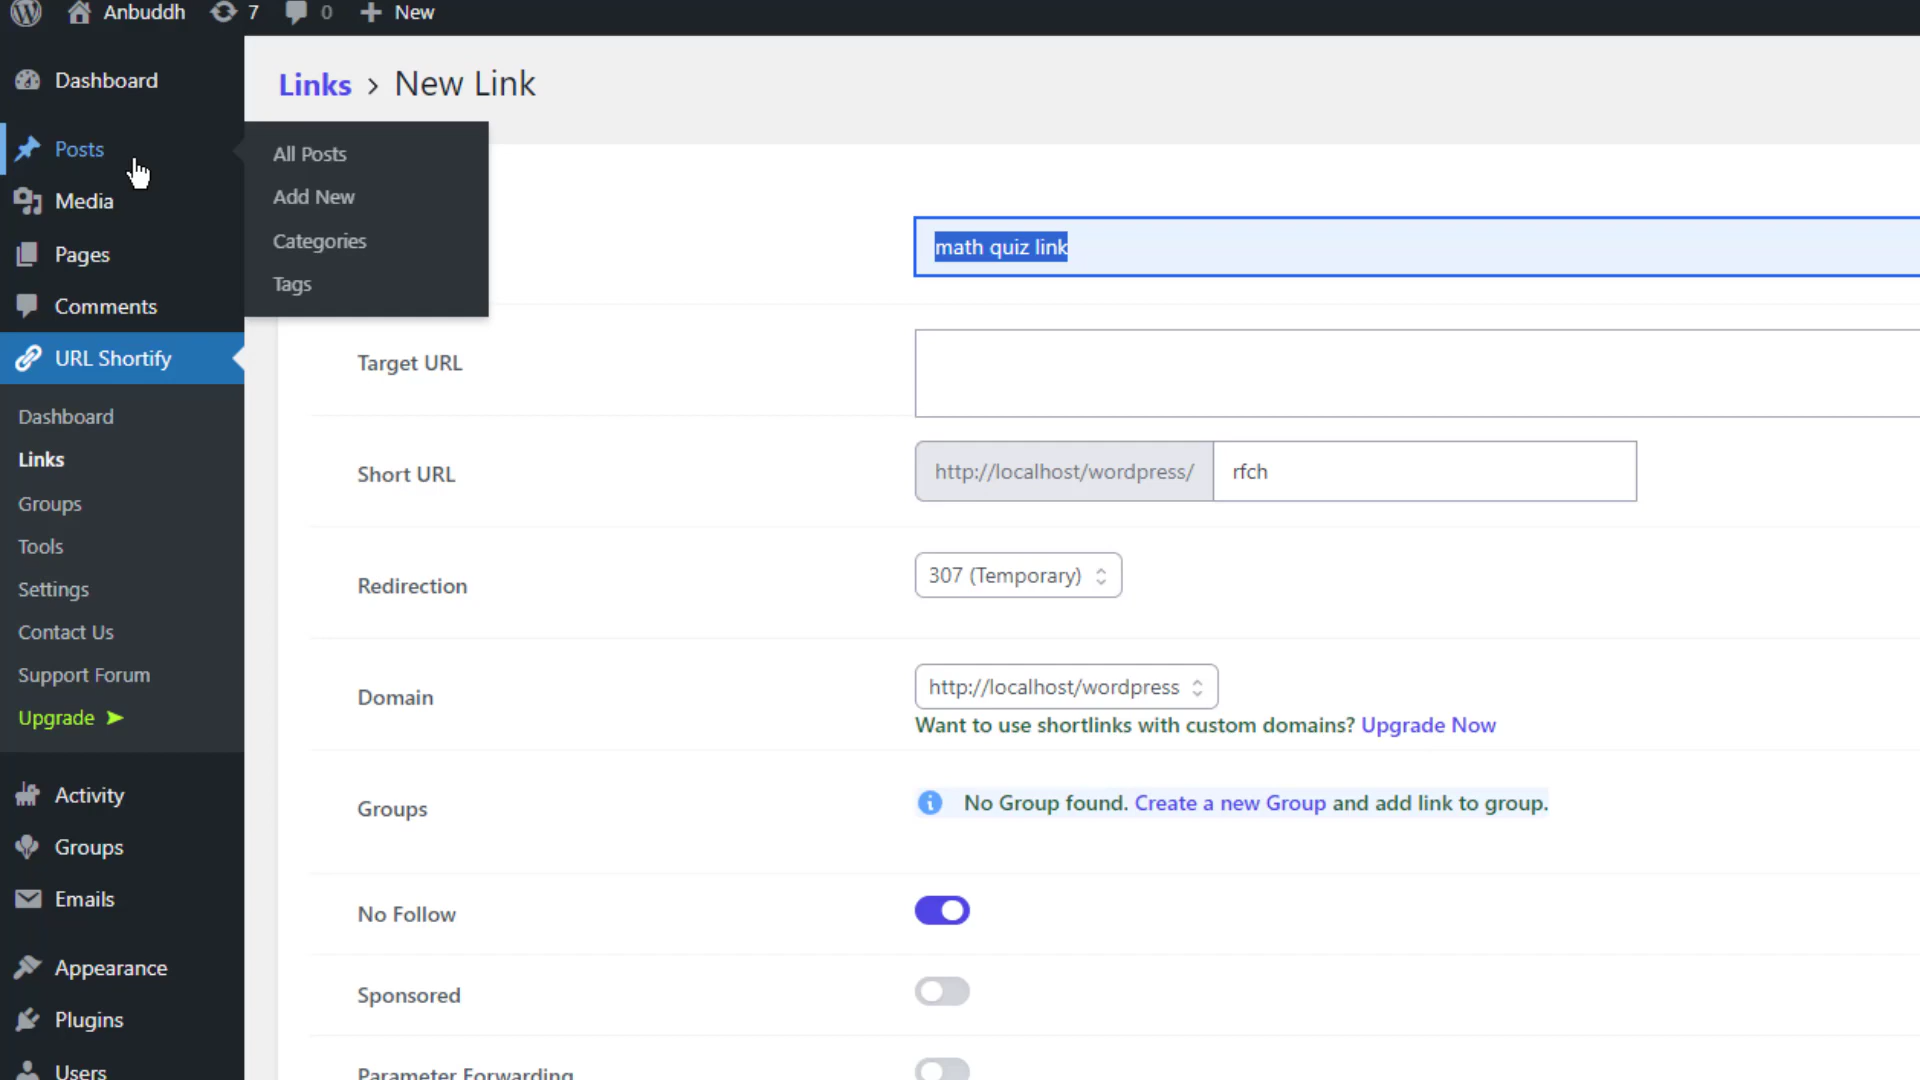 Anbuddh 7 0 New
Dashboard
Posts
Media
Pages
Comments
URL Shortify
Dashboard
Links
Groups
Tools
Settings
Contact Us
Support Forum
Upgrade ➤
Activity
Groups
Emails
Appearance
Plugins
Users
All Posts
Add New
Categories
Tags
Links > New Link
math quiz link
Target URL
Short URL http://localhost/wordpress/ rfch
Redirection 307 (Temporary)
Domain http://localhost/wordpress
Want to use shortlinks with custom domains? Upgrade Now
Groups No Group found. Create a new Group and add link to group.
No Follow
Sponsored
Parameter Forwarding